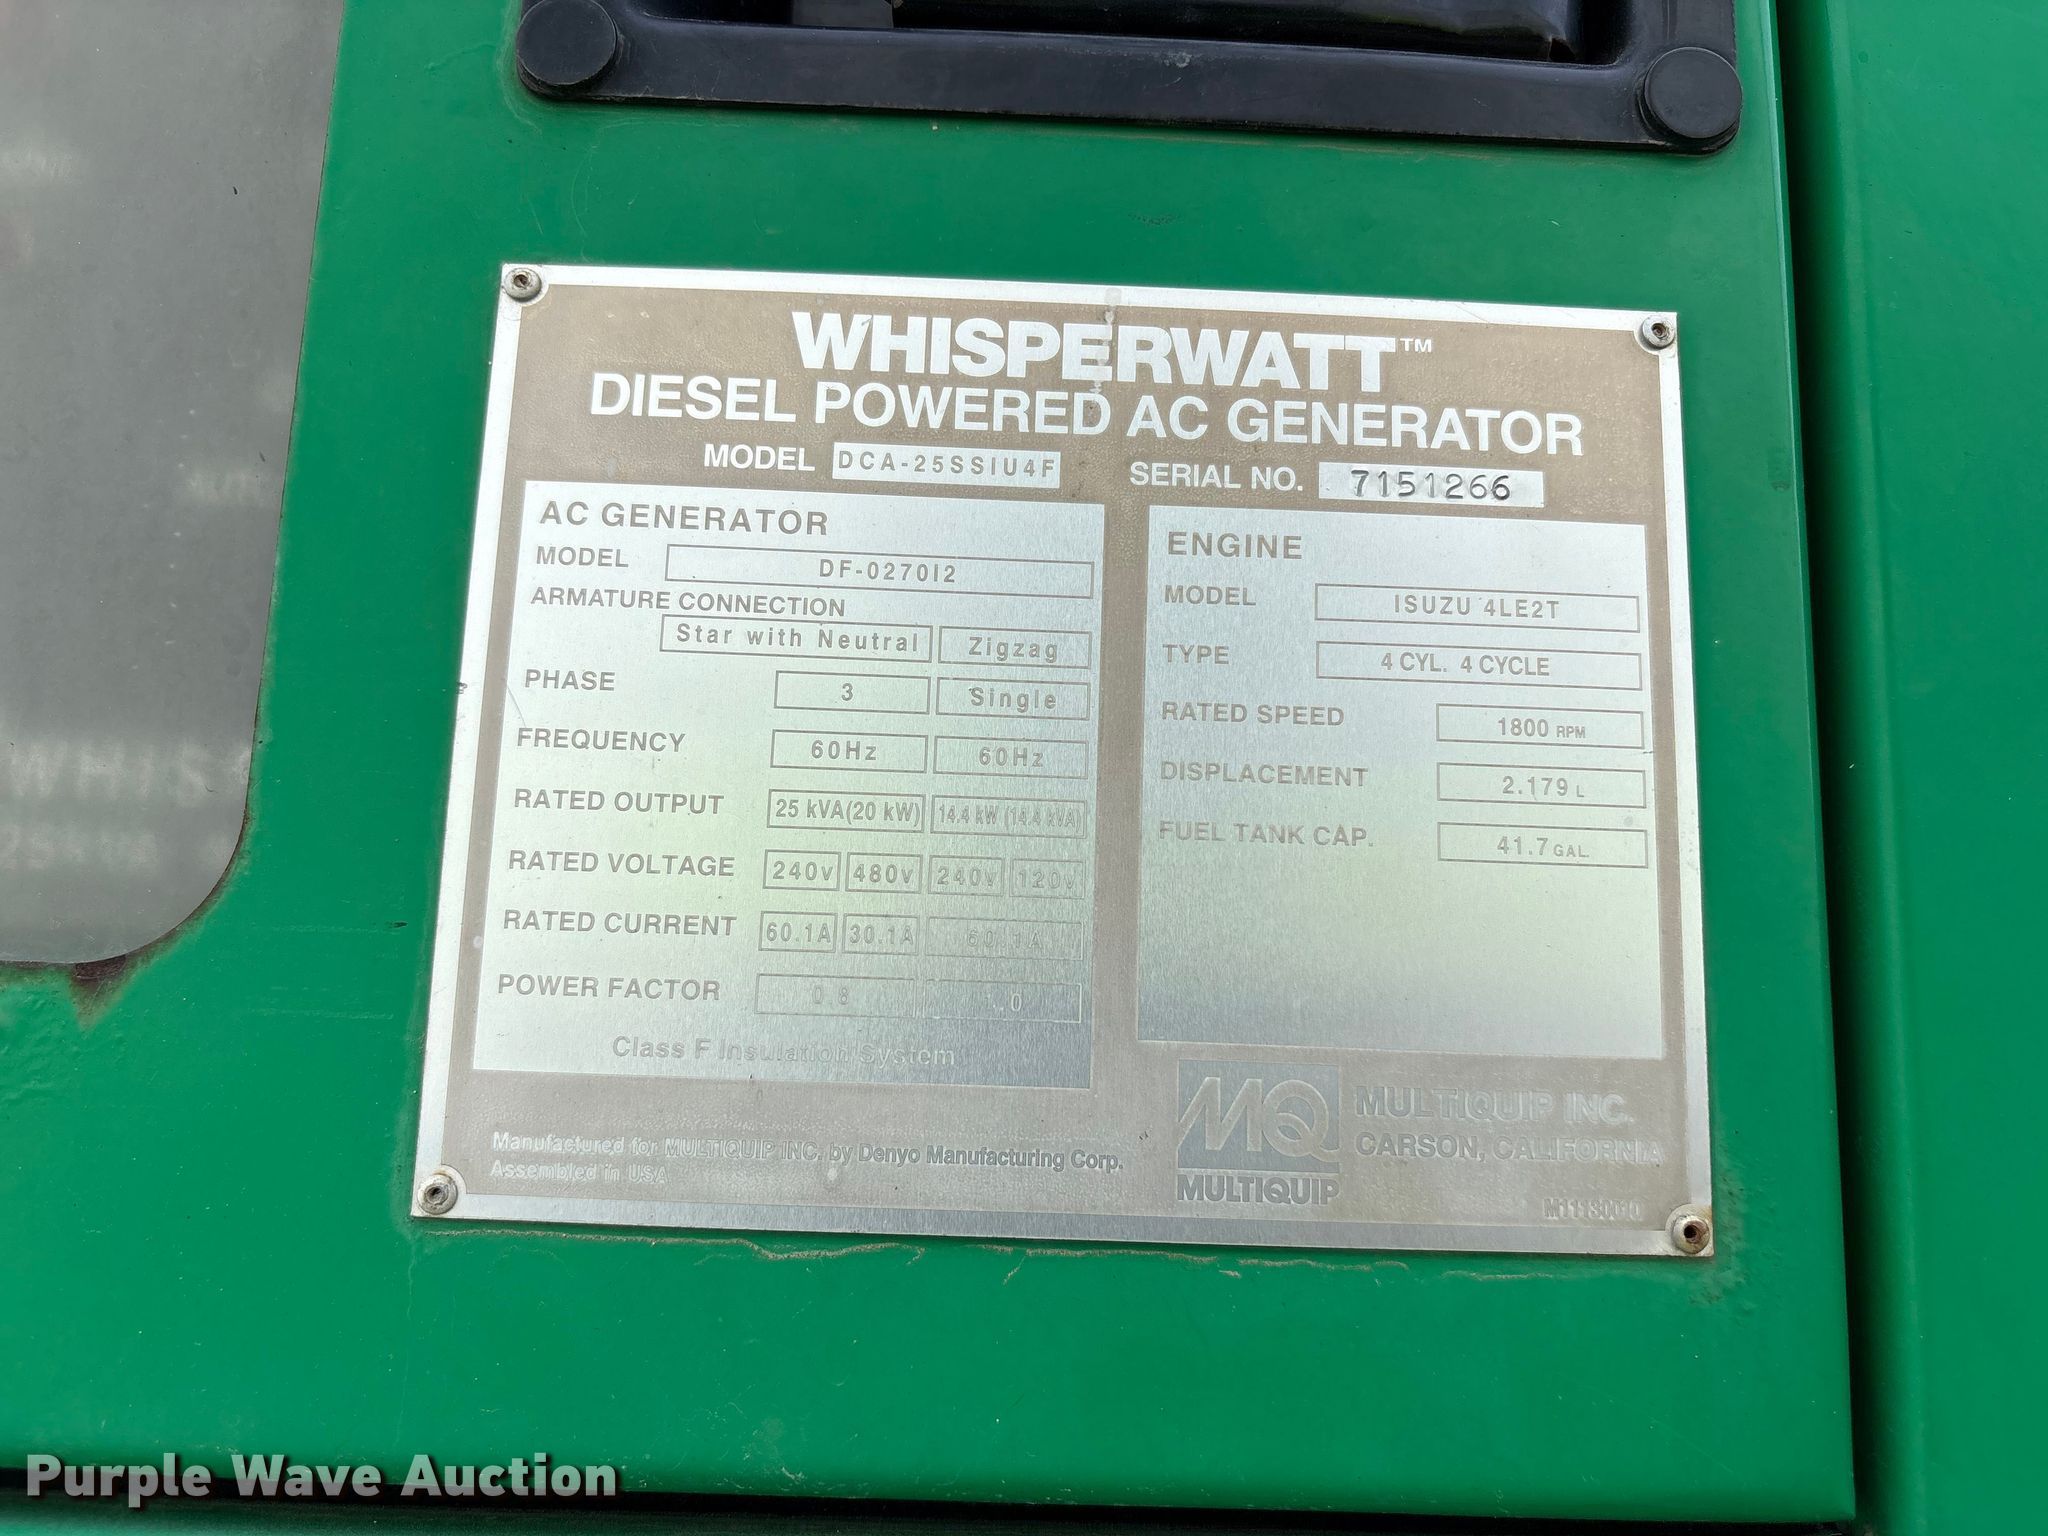 WHISPERWATT™
DIESEL POWERED AC GENERATOR
MODEL DCA-25SSIU4F SERIAL NO. 7151266
AC GENERATOR
MODEL DF-0270I2
ARMATURE CONNECTION
Star with Neutral Zigzag
PHASE 3 Single
FREQUENCY 60Hz 60Hz
RATED OUTPUT 25 kVA(20 kW) 14.4 kW (14.4 kVA)
RATED VOLTAGE 240V 480V 240V 120V
RATED CURRENT 60.1A 30.1A 60.1A
POWER FACTOR 0.8 1.0
Class F Insulation System
ENGINE
MODEL ISUZU 4LE2T
TYPE 4 CYL. 4 CYCLE
RATED SPEED 1800 RPM
DISPLACEMENT 2.179 L
FUEL TANK CAP. 41.7 GAL.
Manufactured for MULTIQUIP INC. by Denyo Manufacturing Corp.
Assembled in USA
MQ
MULTIQUIP
MULTIQUIP INC.
CARSON, CALIFORNIA
Purple Wave Auction